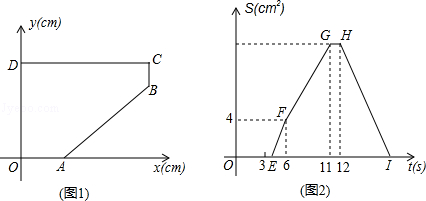 y(cm)
D
C
B
O
A
x(cm)
(图1)
S(cm²)
G
H
4
F
O
3
E
6
11
12
I
t(s)
(图2)